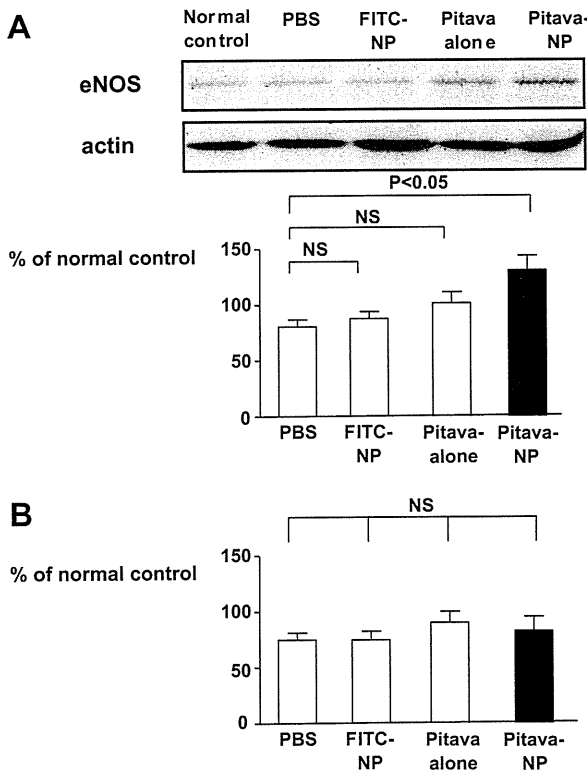 A
Normal control
PBS
FITC-NP
Pitava alone
Pitava-NP
eNOS
actin
P<0.05
NS
NS
% of normal control
150
100
50
0
PBS
FITC-NP
Pitava-alone
Pitava-NP
B
NS
% of normal control
150
100
50
0
PBS
FITC-NP
Pitava alone
Pitava-NP